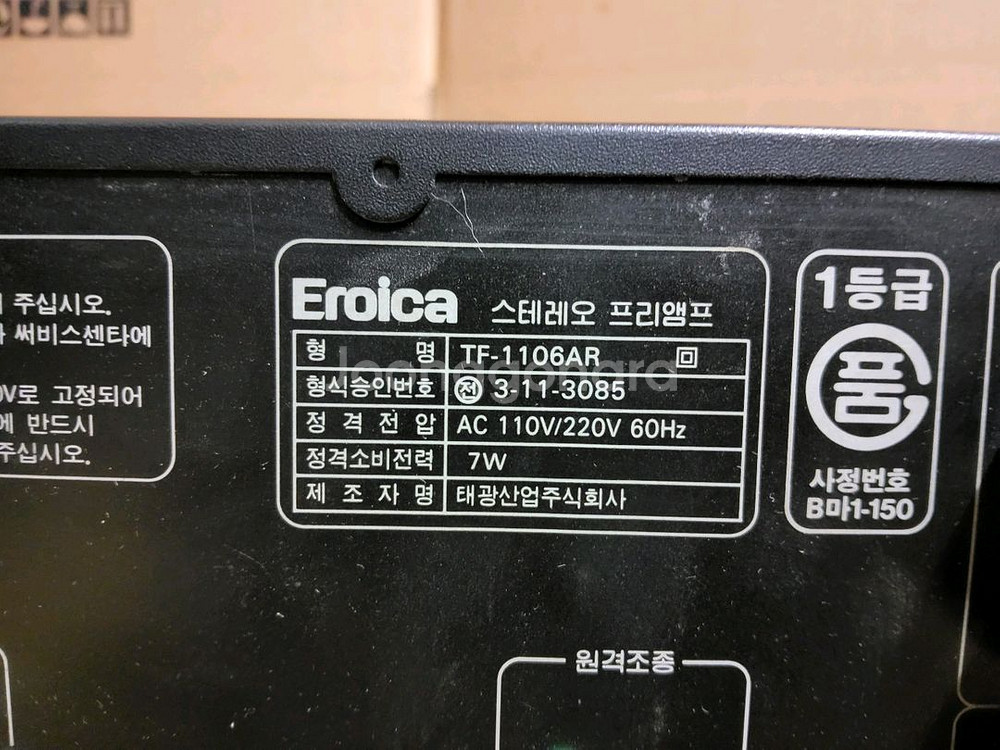 주십시오.
써비스센타에
0V로 고정되어
에 반드시
주십시오.
Eroica 스테레오 프리앰프
형 명 TF-1106AR
형식승인번호 전 3-11-3085
정 격 전 압 AC 110V/220V 60Hz
정격소비전력 7W
제 조 자 명 태광산업주식회사
1등급
품
사정번호
B마1-150
원격조종
joonggonara